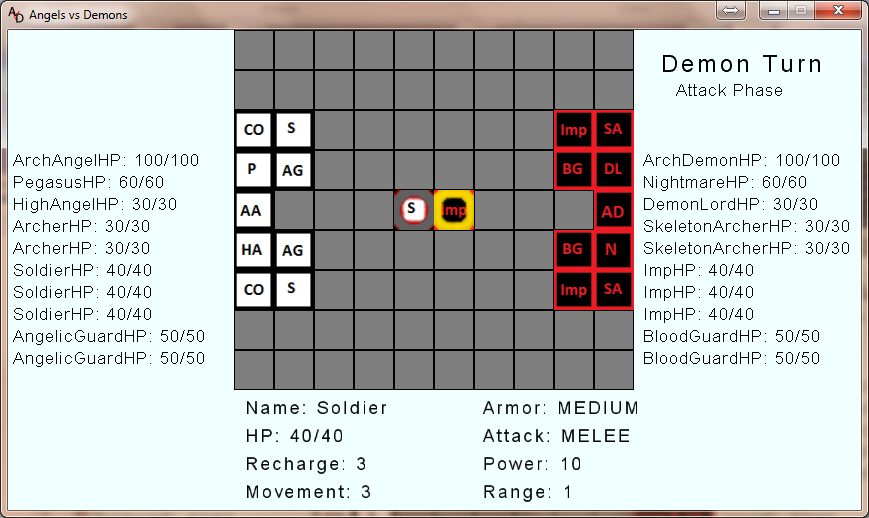 AD Angels vs Demons
Demon Turn
Attack Phase
ArchAngelHP: 100/100
PegasusHP: 60/60
HighAngelHP: 30/30
ArcherHP: 30/30
ArcherHP: 30/30
SoldierHP: 40/40
SoldierHP: 40/40
SoldierHP: 40/40
AngelicGuardHP: 50/50
AngelicGuardHP: 50/50
CO S Imp SA
P AG BG DL
AA S Imp AD
HA AG BG N
CO S Imp SA
ArchDemonHP: 100/100
NightmareHP: 60/60
DemonLordHP: 30/30
SkeletonArcherHP: 30/30
SkeletonArcherHP: 30/30
ImpHP: 40/40
ImpHP: 40/40
ImpHP: 40/40
BloodGuardHP: 50/50
BloodGuardHP: 50/50
Name: Soldier
HP: 40/40
Recharge: 3
Movement: 3
Armor: MEDIUM
Attack: MELEE
Power: 10
Range: 1